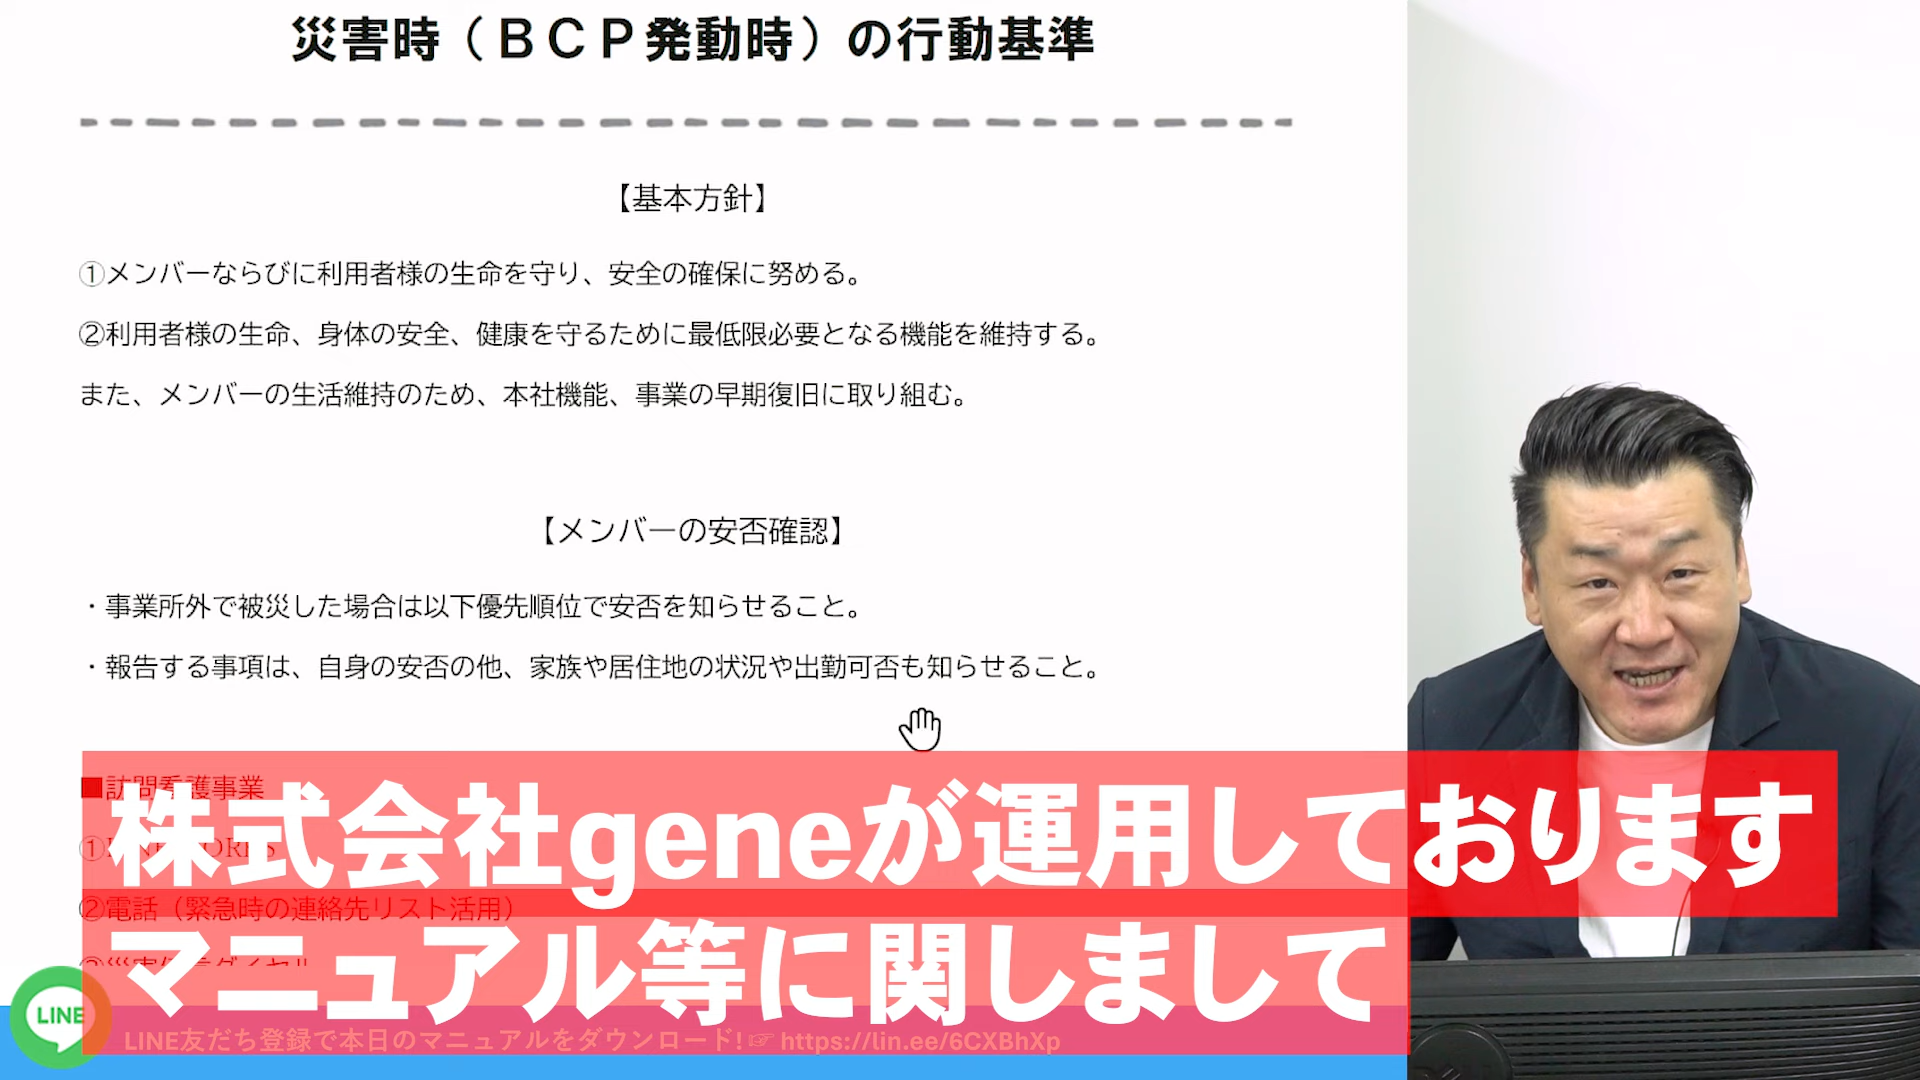 災害時（ＢＣＰ発動時）の行動基準
【基本方針】
①メンバーならびに利用者様の生命を守り、安全の確保に努める。
②利用者様の生命、身体の安全、健康を守るために最低限必要となる機能を維持する。
また、メンバーの生活維持のため、本社機能、事業の早期復旧に取り組む。
【メンバーの安否確認】
・事業所外で被災した場合は以下優先順位で安否を知らせること。
・報告する事項は、自身の安否の他、家族や居住地の状況や出勤可否も知らせること。
■訪問看護事業
株式会社geneが運用しております
②電話（緊急時の連絡先リスト活用）
マニュアル等に関しまして
LINE
LINE友だち登録で本日のマニュアルをダウンロード！☞ https://lin.ee/6CXBhXp